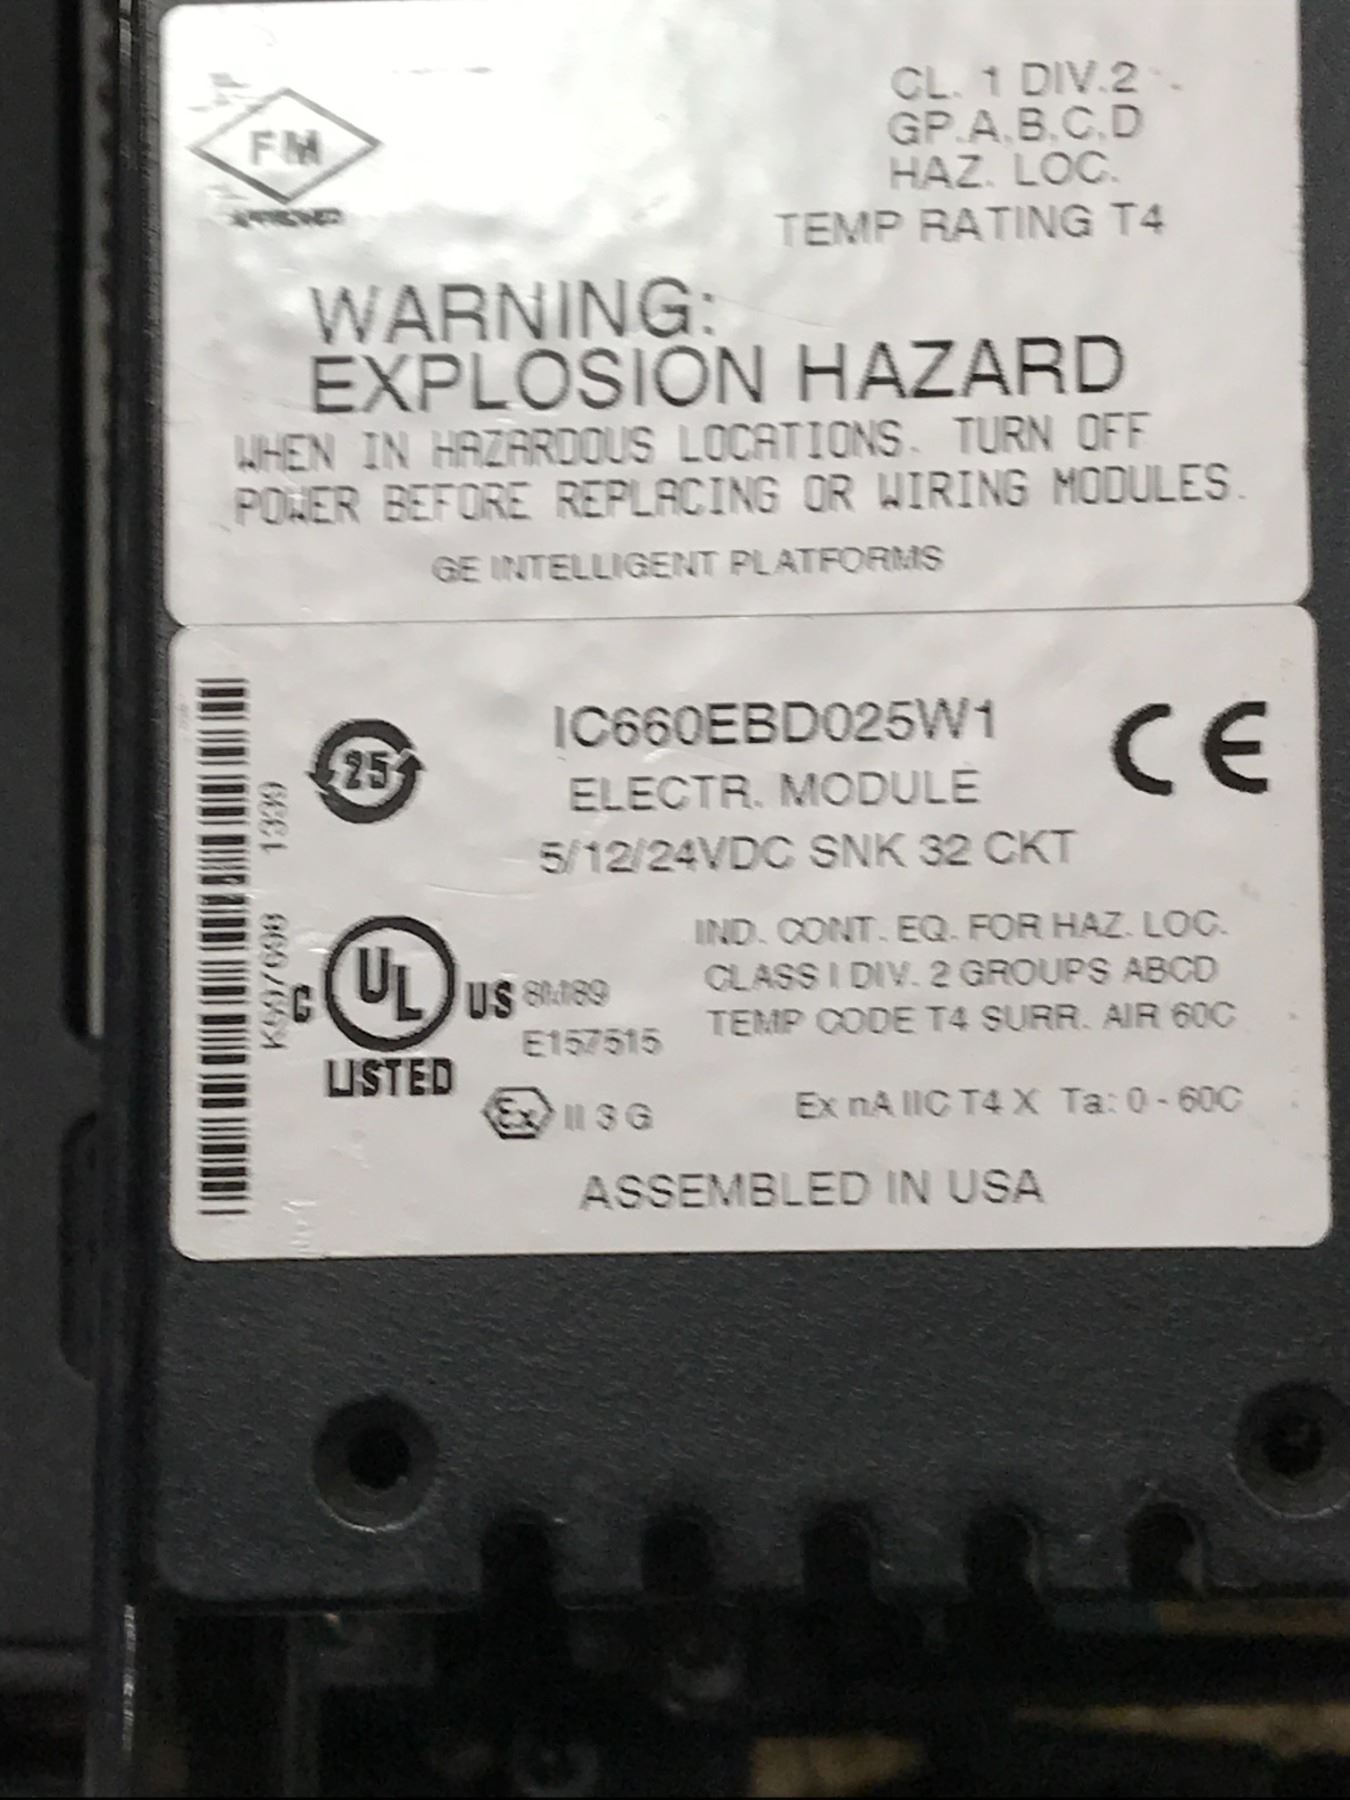 FM
APPROVED
CL. 1 DIV.2
GP.A,B,C,D
HAZ. LOC.
TEMP RATING T4
WARNING:
EXPLOSION HAZARD
WHEN IN HAZARDOUS LOCATIONS. TURN OFF
POWER BEFORE REPLACING OR WIRING MODULES.
GE INTELLIGENT PLATFORMS
IC660EBD025W1
ELECTR. MODULE
5/12/24VDC SNK 32 CKT
CE
25
1339
C UL US
LISTED
E157515
IND. CONT. EQ. FOR HAZ. LOC.
CLASS I DIV. 2 GROUPS ABCD
TEMP CODE T4 SURR. AIR 60C
Ex II 3 G
Ex nA IIC T4 X Ta: 0 - 60C
ASSEMBLED IN USA